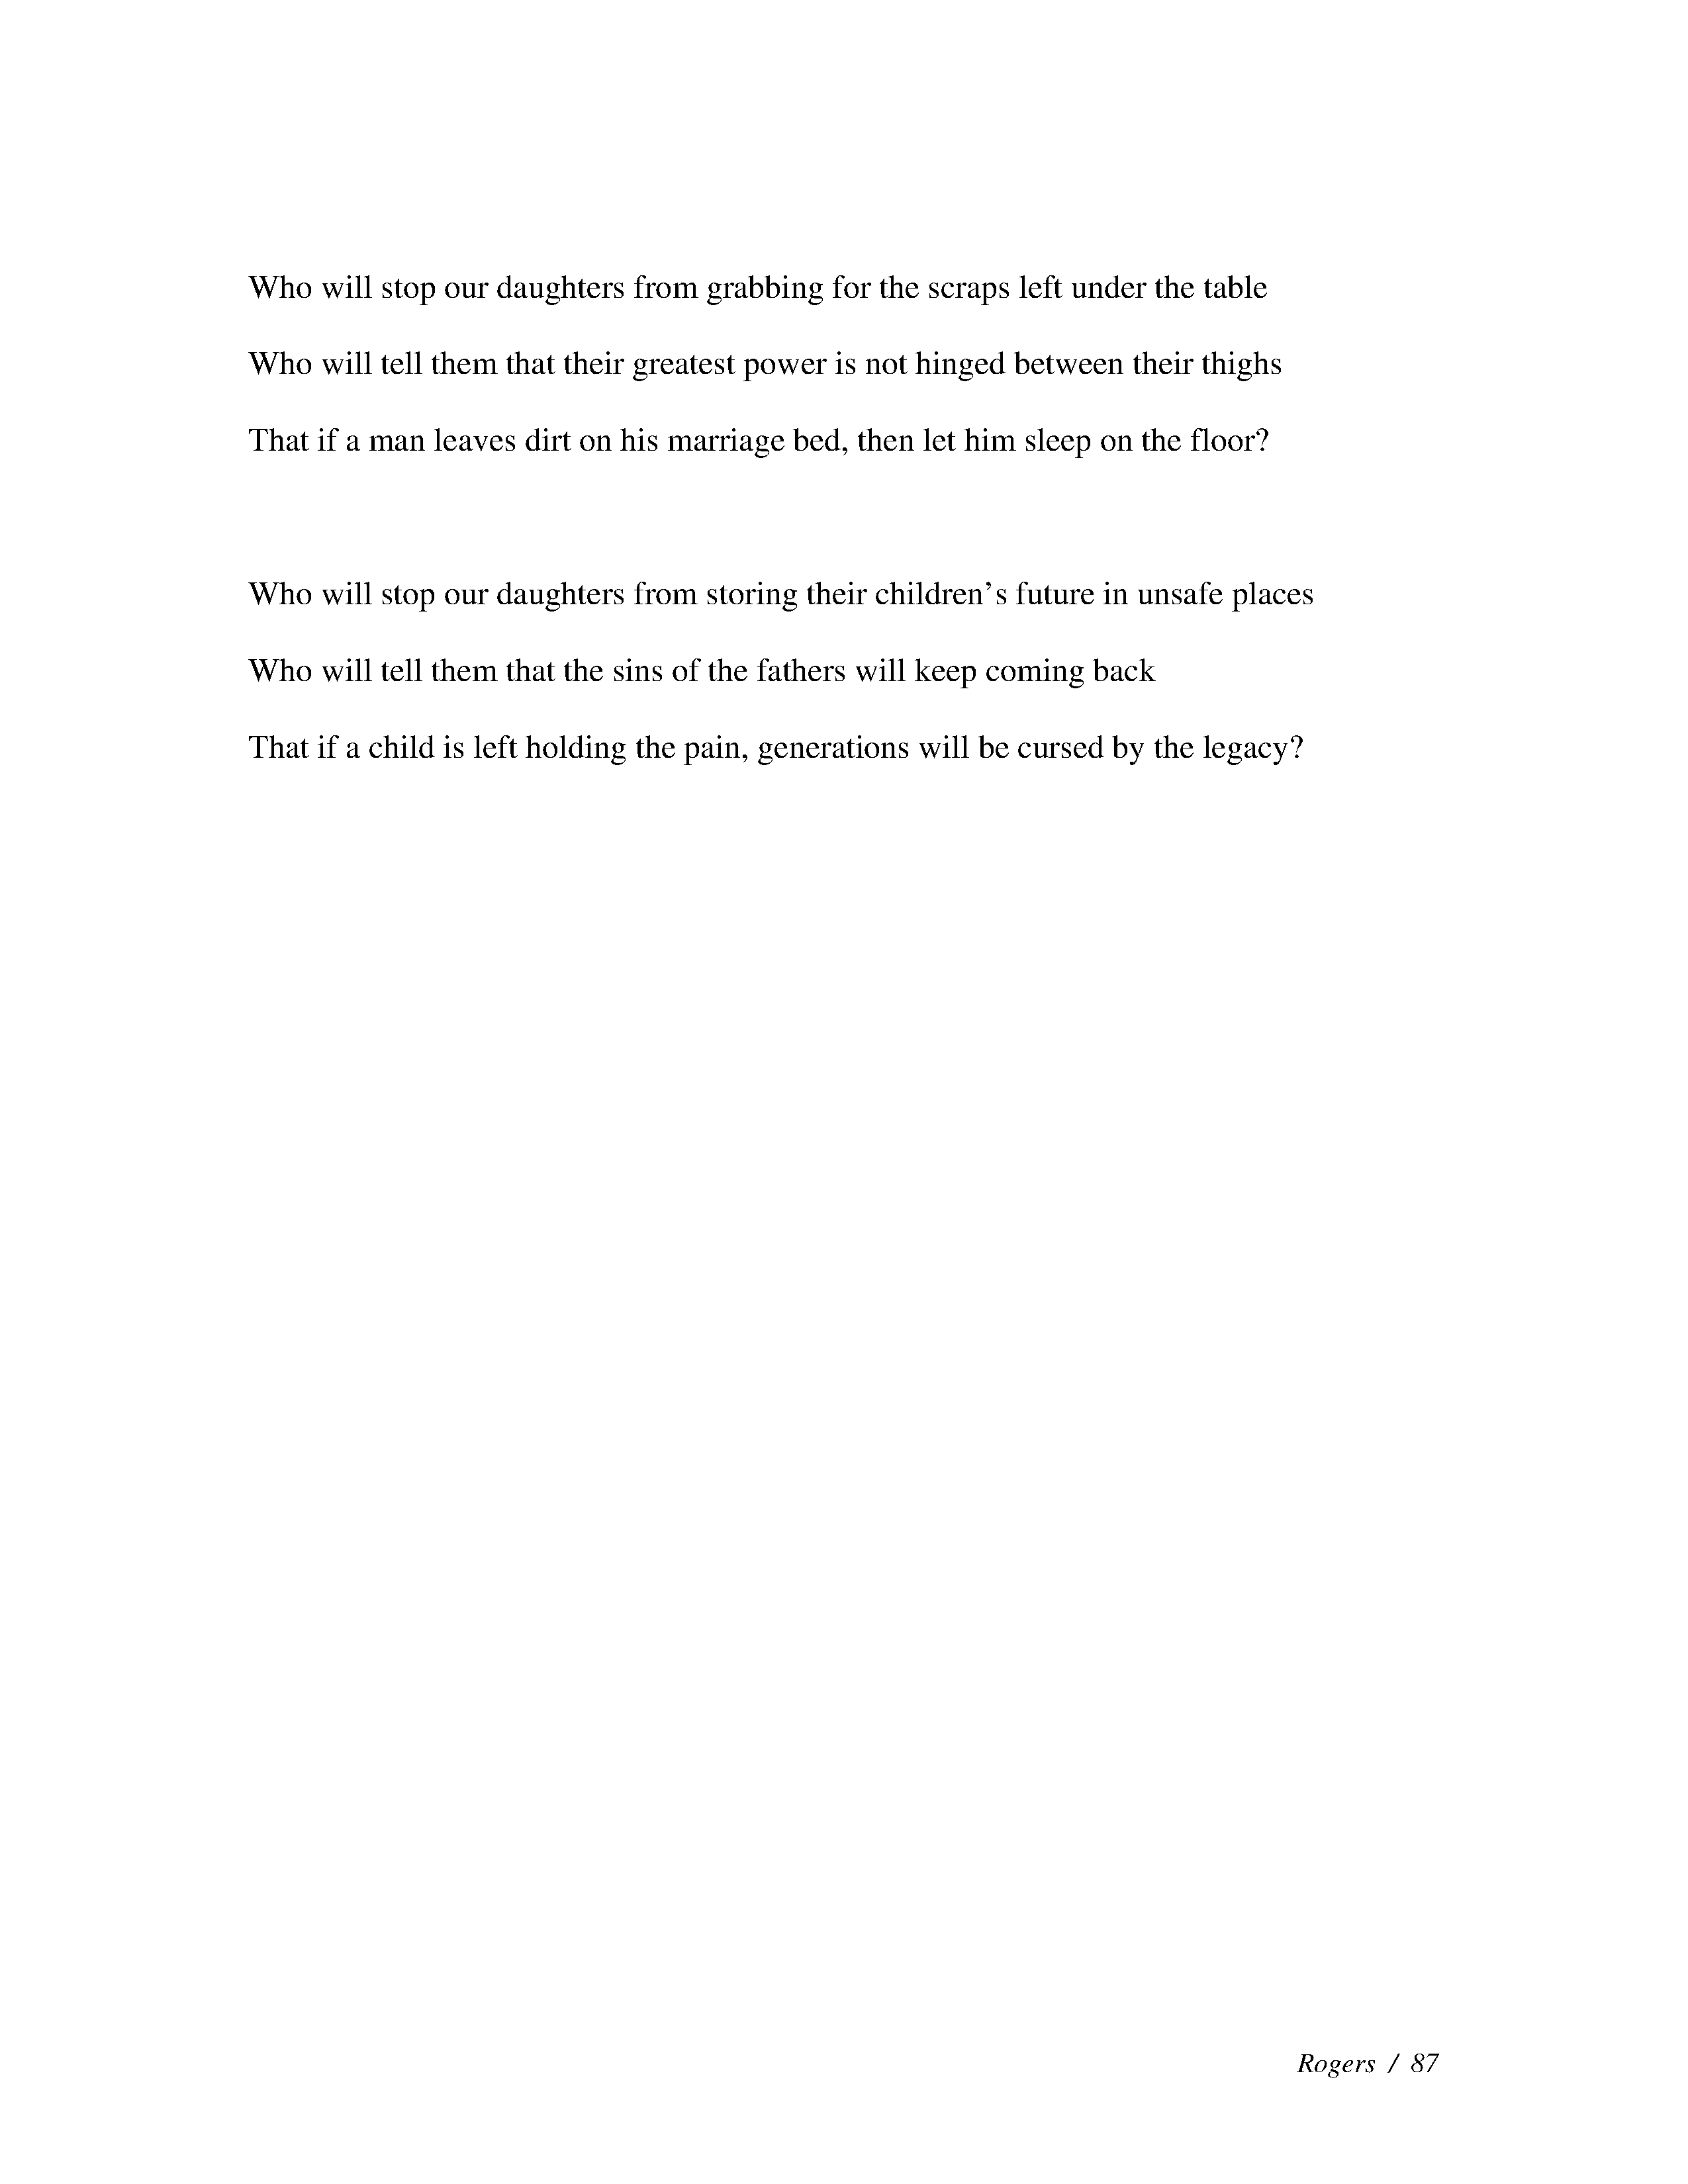 Who will stop our daughters from grabbing for the scraps left under the table
Who will tell them that their greatest power is not hinged between their thighs
That if a man leaves dirt on his marriage bed, then let him sleep on the floor?
Who will stop our daughters from storing their children’s future in unsafe places
Who will tell them that the sins of the fathers will keep coming back
That if a child is left holding the pain, generations will be cursed by the legacy?
Rogers / 87